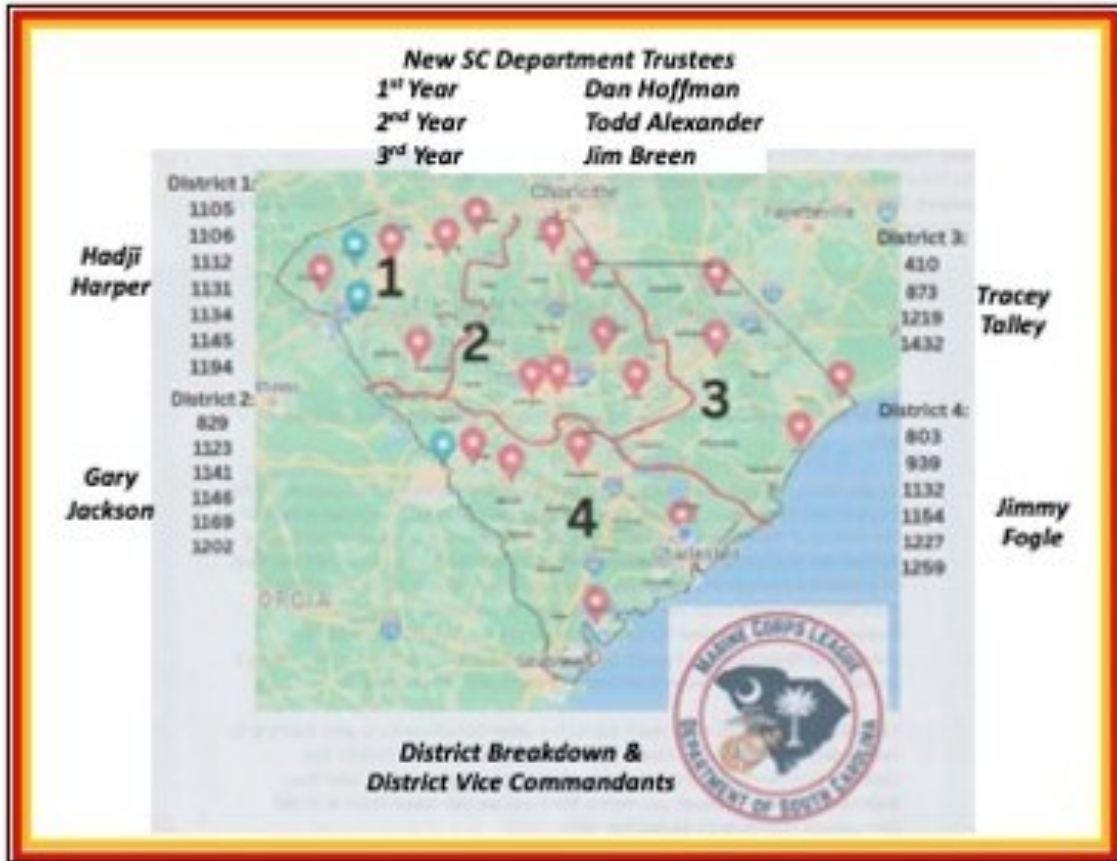 New SC Department Trustees
1st Year Dan Hoffman
2nd Year Todd Alexander
3rd Year Jim Breen
District 1:
1105
1106
1112
1131
1134
1145
1194
Hadji
Harper
District 2:
829
1123
1141
1146
1169
1202
Gary
Jackson
Charlotte
Fayetteville
1
2
3
4
Charleston
ORGIA
District 3:
410
873
1219
1432
Tracey
Talley
District 4:
803
939
1132
1154
1227
1259
Jimmy
Fogle
District Breakdown &
District Vice Commandants
MARINE CORPS LEAGUE
DEPARTMENT OF SOUTH CAROLINA